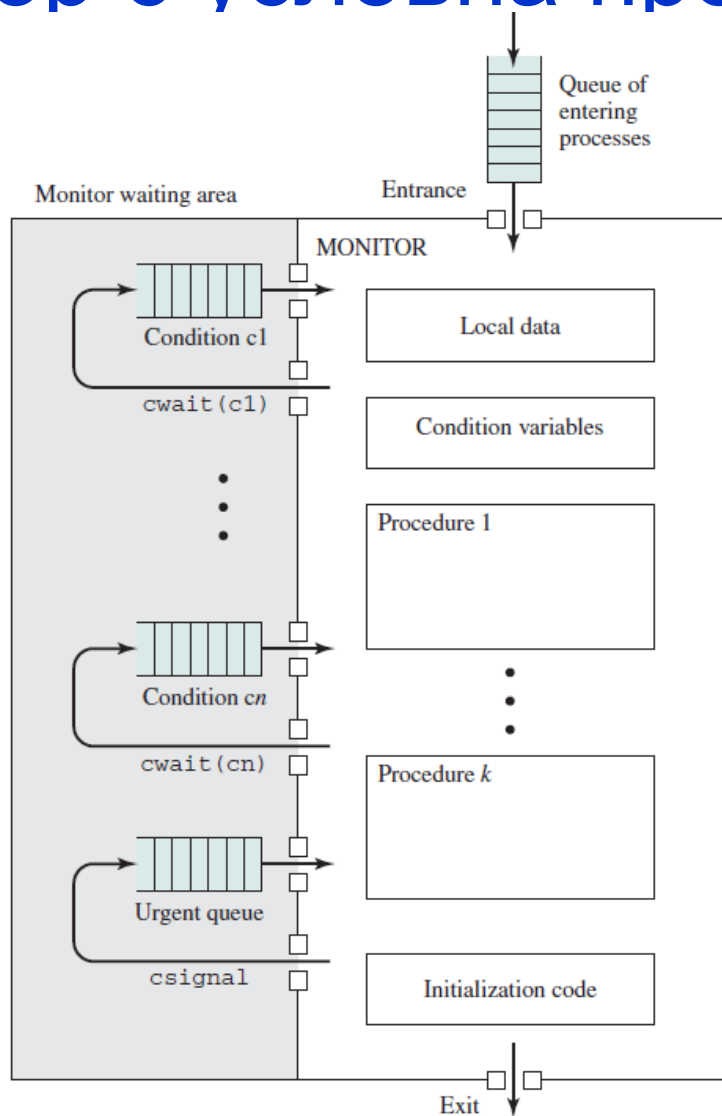 Queue of
entering
processes
Monitor waiting area
Entrance
MONITOR
Condition c1
Local data
cwait(c1)
Condition variables
Procedure 1
Condition cn
cwait(cn)
Procedure k
Urgent queue
csignal
Initialization code
Exit